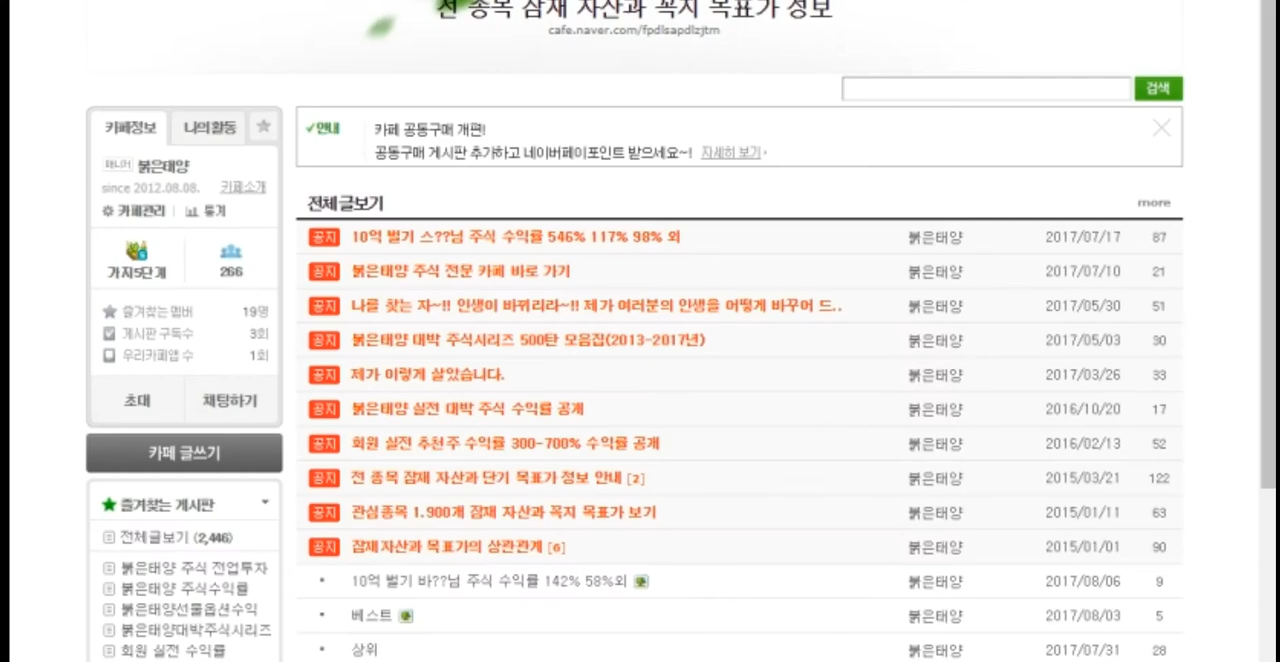 전 종목 잠재 자산과 꼭지 목표가 정보
cafe.naver.com/fpdlsapdlzjtm
검색
카페정보 나의활동
매니저 붉은태양
since 2012.08.08. 카페소개
카페관리 통계
가지5단계 266
즐겨찾는 멤버 19명
게시판 구독수 3회
우리카페앱 수 1회
초대 채팅하기
카페 글쓰기
즐겨찾는 게시판
전체글보기 (2,446)
붉은태양 주식 전업투자
붉은태양 주식수익률
붉은태양선물옵션수익
붉은태양대박주식시리즈
회원 실전 수익률
안내 카페 공동구매 개편!
공동구매 게시판 추가하고 네이버페이포인트 받으세요~! 자세히 보기
전체글보기 more
공지 10억 벌기 스??님 주식 수익률 546% 117% 98% 외 붉은태양 2017/07/17 87
공지 붉은태양 주식 전문 카페 바로 가기 붉은태양 2017/07/10 21
공지 나를 찾는 자~!! 인생이 바뀌리라~!! 제가 여러분의 인생을 어떻게 바꾸어 드.. 붉은태양 2017/05/30 51
공지 붉은태양 대박 주식시리즈 500탄 모음집(2013-2017년) 붉은태양 2017/05/03 30
공지 제가 이렇게 살았습니다. 붉은태양 2017/03/26 33
공지 붉은태양 실전 대박 주식 수익률 공개 붉은태양 2016/10/20 17
공지 회원 실전 추천주 수익률 300-700% 수익률 공개 붉은태양 2016/02/13 52
공지 전 종목 잠재 자산과 단기 목표가 정보 안내 [2] 붉은태양 2015/03/21 122
공지 관심종목 1.900개 잠재 자산과 꼭지 목표가 보기 붉은태양 2015/01/11 63
공지 잠재자산과 목표가의 상관관계 [6] 붉은태양 2015/01/01 90
10억 벌기 바??님 주식 수익률 142% 58%외 붉은태양 2017/08/06 9
베스트 붉은태양 2017/08/03 5
상위 붉은태양 2017/07/31 28